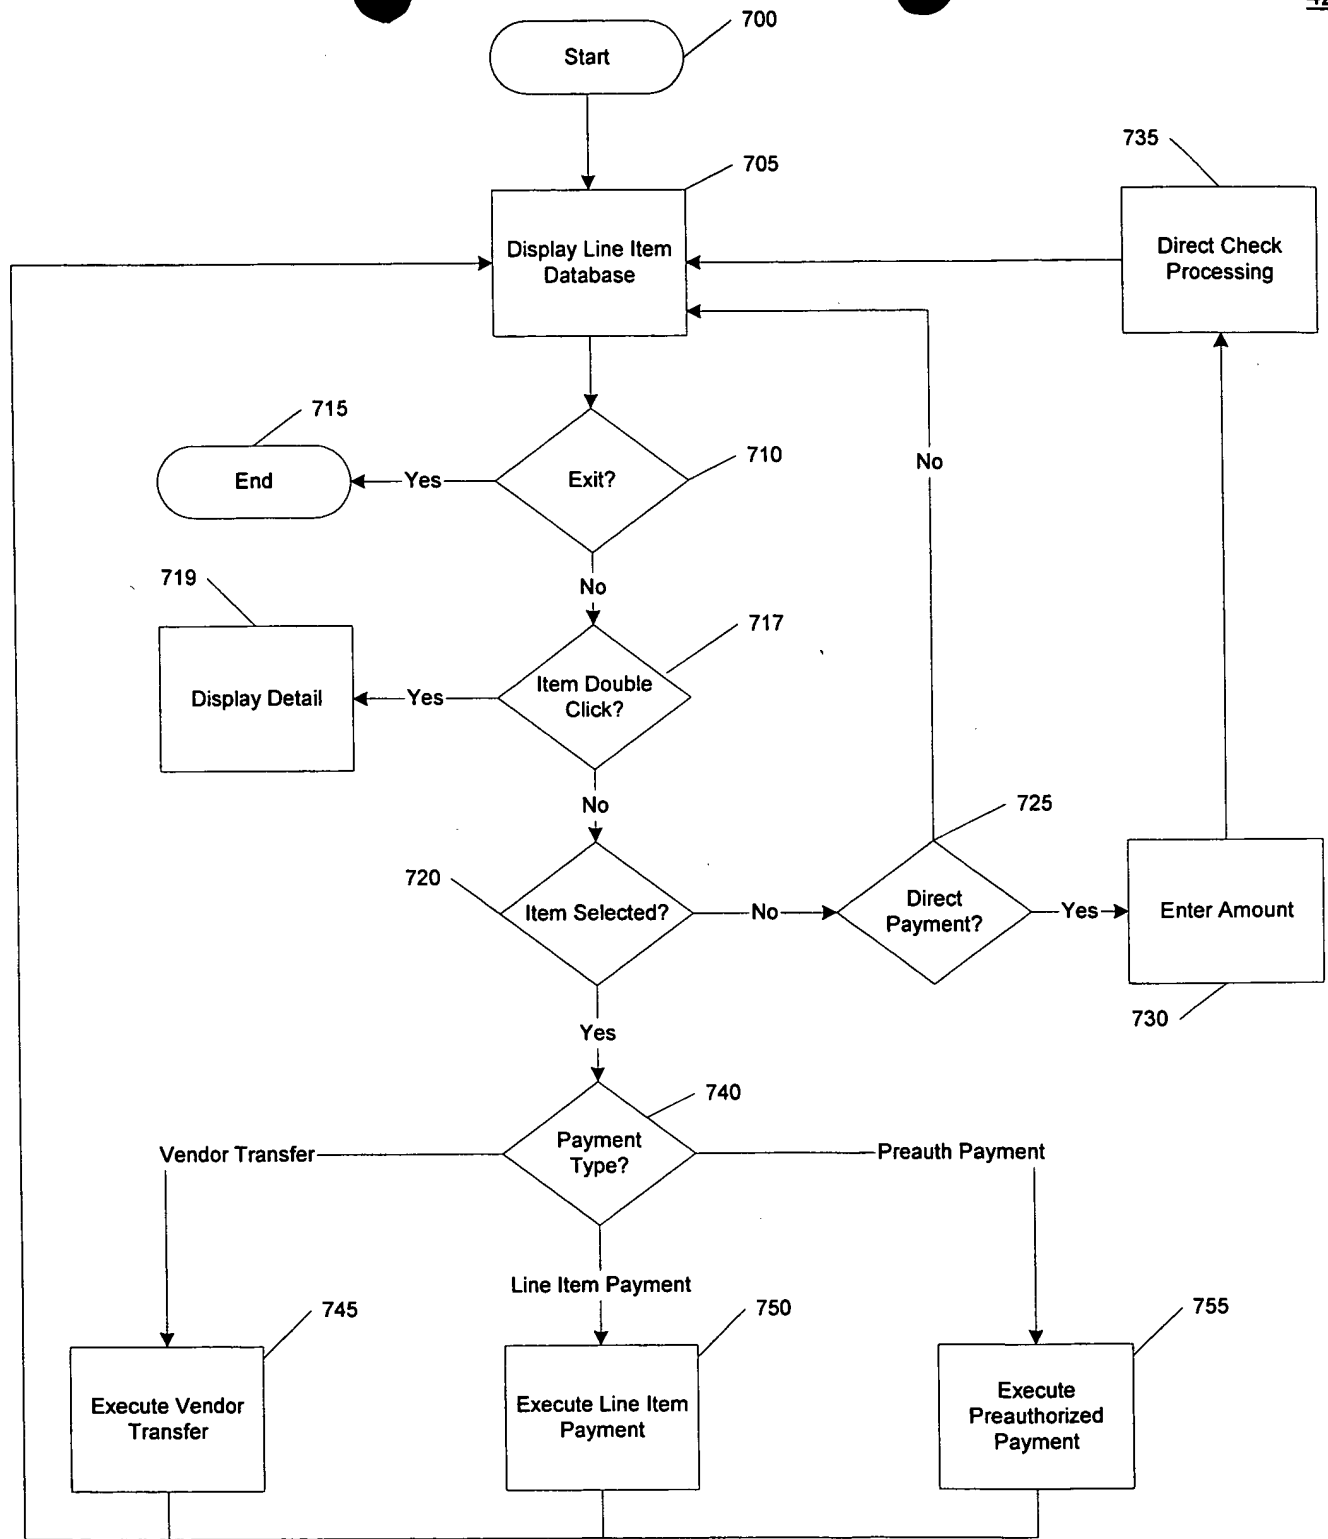 700
Start
735
705
Display Line Item
Database
Direct Check
Processing
715
710
End
Yes
Exit?
No
No
719
717
Display Detail
Yes
Item Double
Click?
No
725
720
Item Selected?
No
Direct
Payment?
Yes
Enter Amount
730
Yes
740
Vendor Transfer
Payment
Type?
Preauth Payment
Line Item Payment
745
750
755
Execute Vendor
Transfer
Execute Line Item
Payment
Execute
Preauthorized
Payment